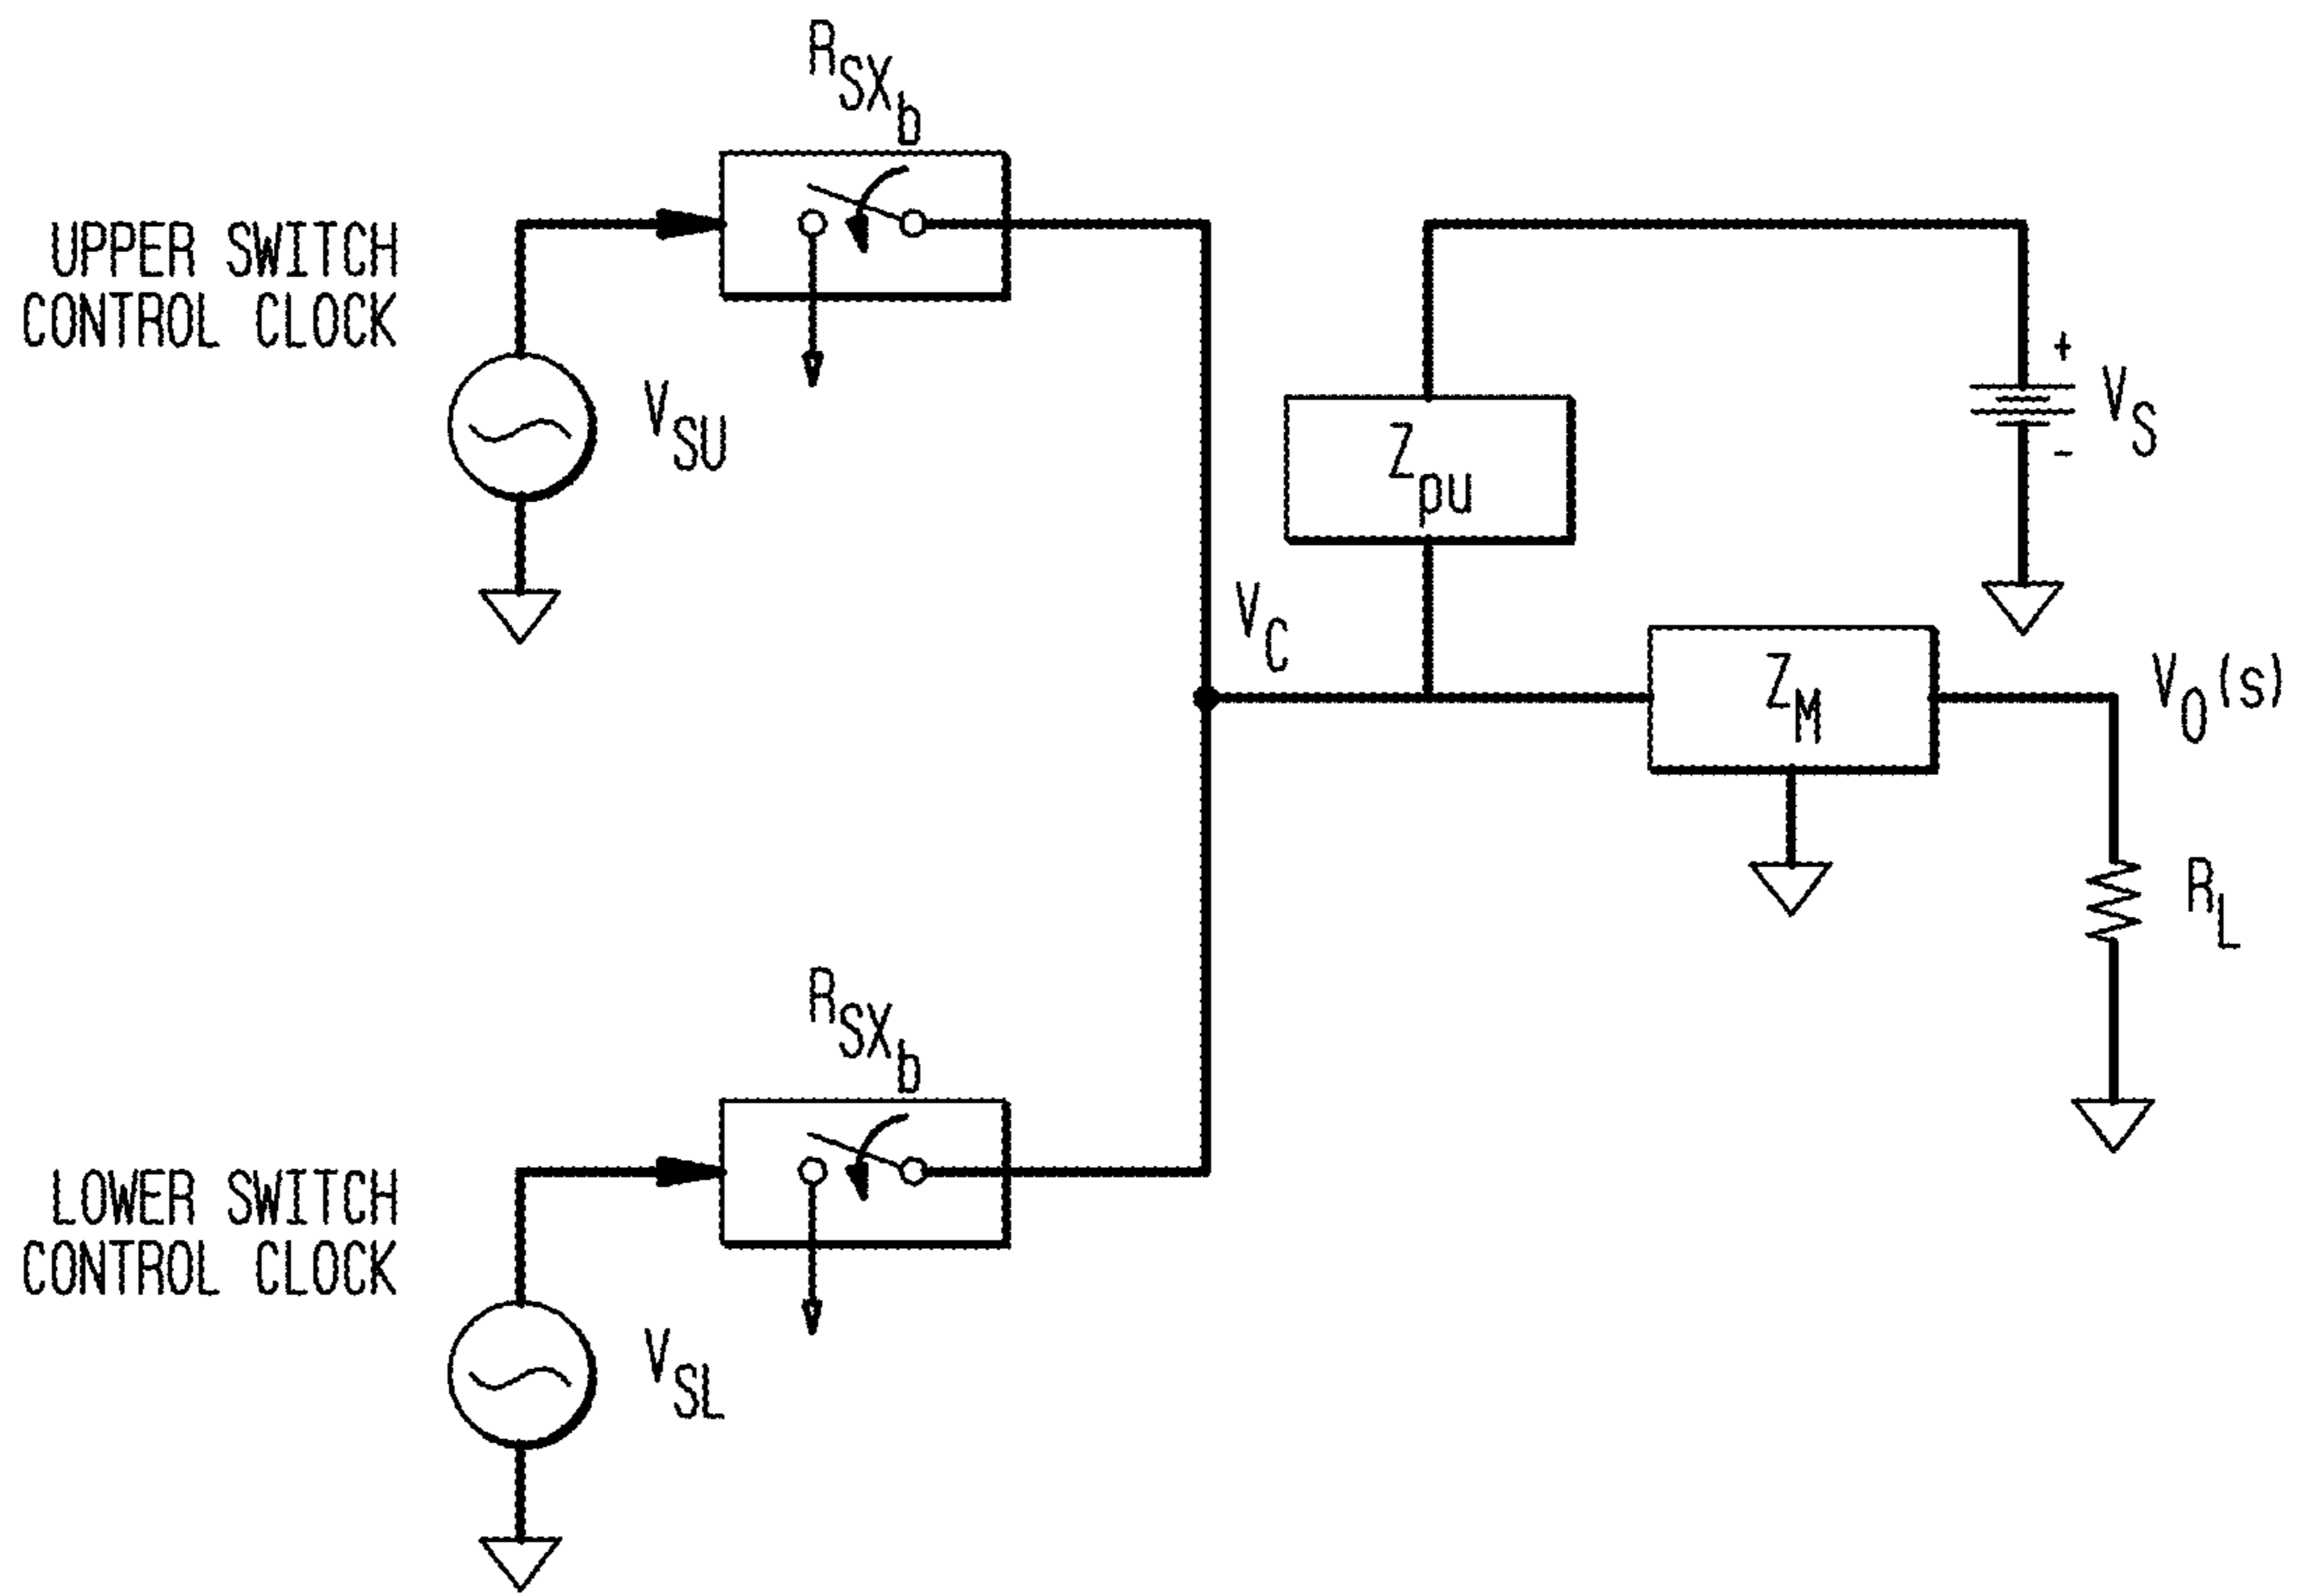 R_SX_b
UPPER SWITCH
CONTROL CLOCK
V_SU
Z_pu
+
V_S
-
V_C
Z_M
V_O(s)
R_L
R_SX_b
LOWER SWITCH
CONTROL CLOCK
V_SL